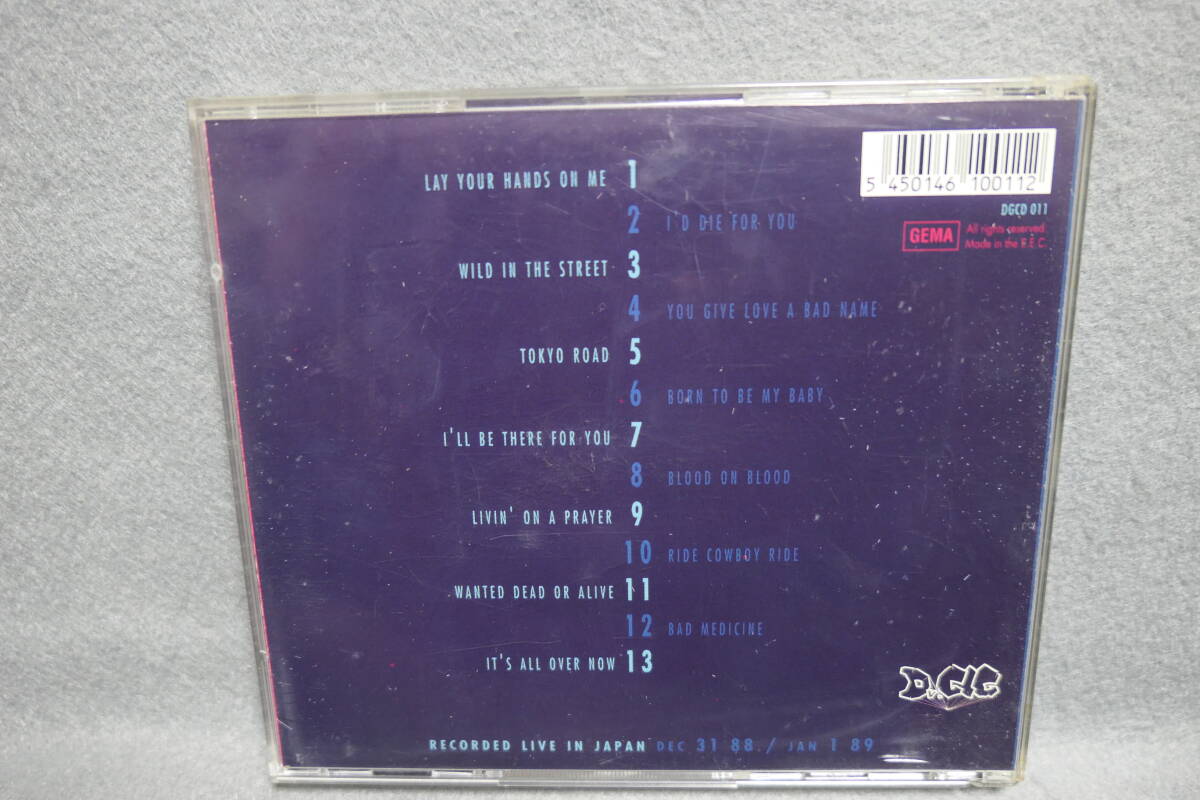 LAY YOUR HANDS ON ME 1
2 I'D DIE FOR YOU
WILD IN THE STREET 3
4 YOU GIVE LOVE A BAD NAME
TOKYO ROAD 5
6 BORN TO BE MY BABY
I'LL BE THERE FOR YOU 7
8 BLOOD ON BLOOD
LIVIN' ON A PRAYER 9
10 RIDE COWBOY RIDE
WANTED DEAD OR ALIVE 11
12 BAD MEDICINE
IT'S ALL OVER NOW 13
RECORDED LIVE IN JAPAN DEC 31 88 / JAN 1 89
5 450146 100112
DGCD 011
GEMA
All rights reserved
Made in the E.E.C.